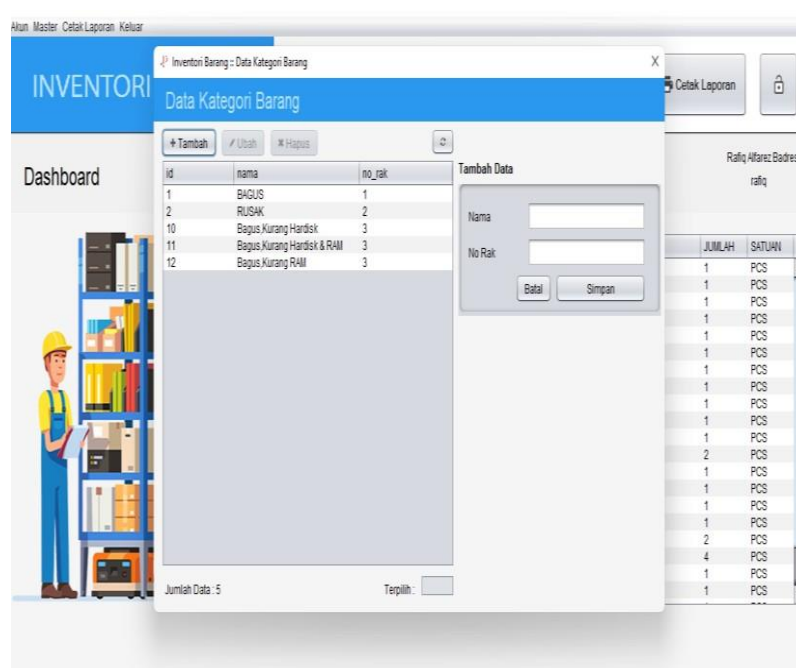 Akun Master Cetak Laporan Keluar
INVENTORI
Cetak Laporan
Dashboard
Rafiq Alfarez Badres
rafiq
Inventori Barang :: Data Kategori Barang
X
Data Kategori Barang
+ Tambah Ubah Hapus
id nama no_rak
1 BAGUS 1
2 RUSAK 2
10 Bagus,Kurang Hardisk 3
11 Bagus,Kurang Hardisk & RAM 3
12 Bagus,Kurang RAM 3
Jumlah Data : 5
Terpilih :
Tambah Data
Nama
No Rak
Batal Simpan
JUMLAH SATUAN
1 PCS
1 PCS
1 PCS
1 PCS
1 PCS
1 PCS
1 PCS
1 PCS
1 PCS
1 PCS
1 PCS
2 PCS
1 PCS
1 PCS
1 PCS
1 PCS
2 PCS
4 PCS
1 PCS
1 PCS